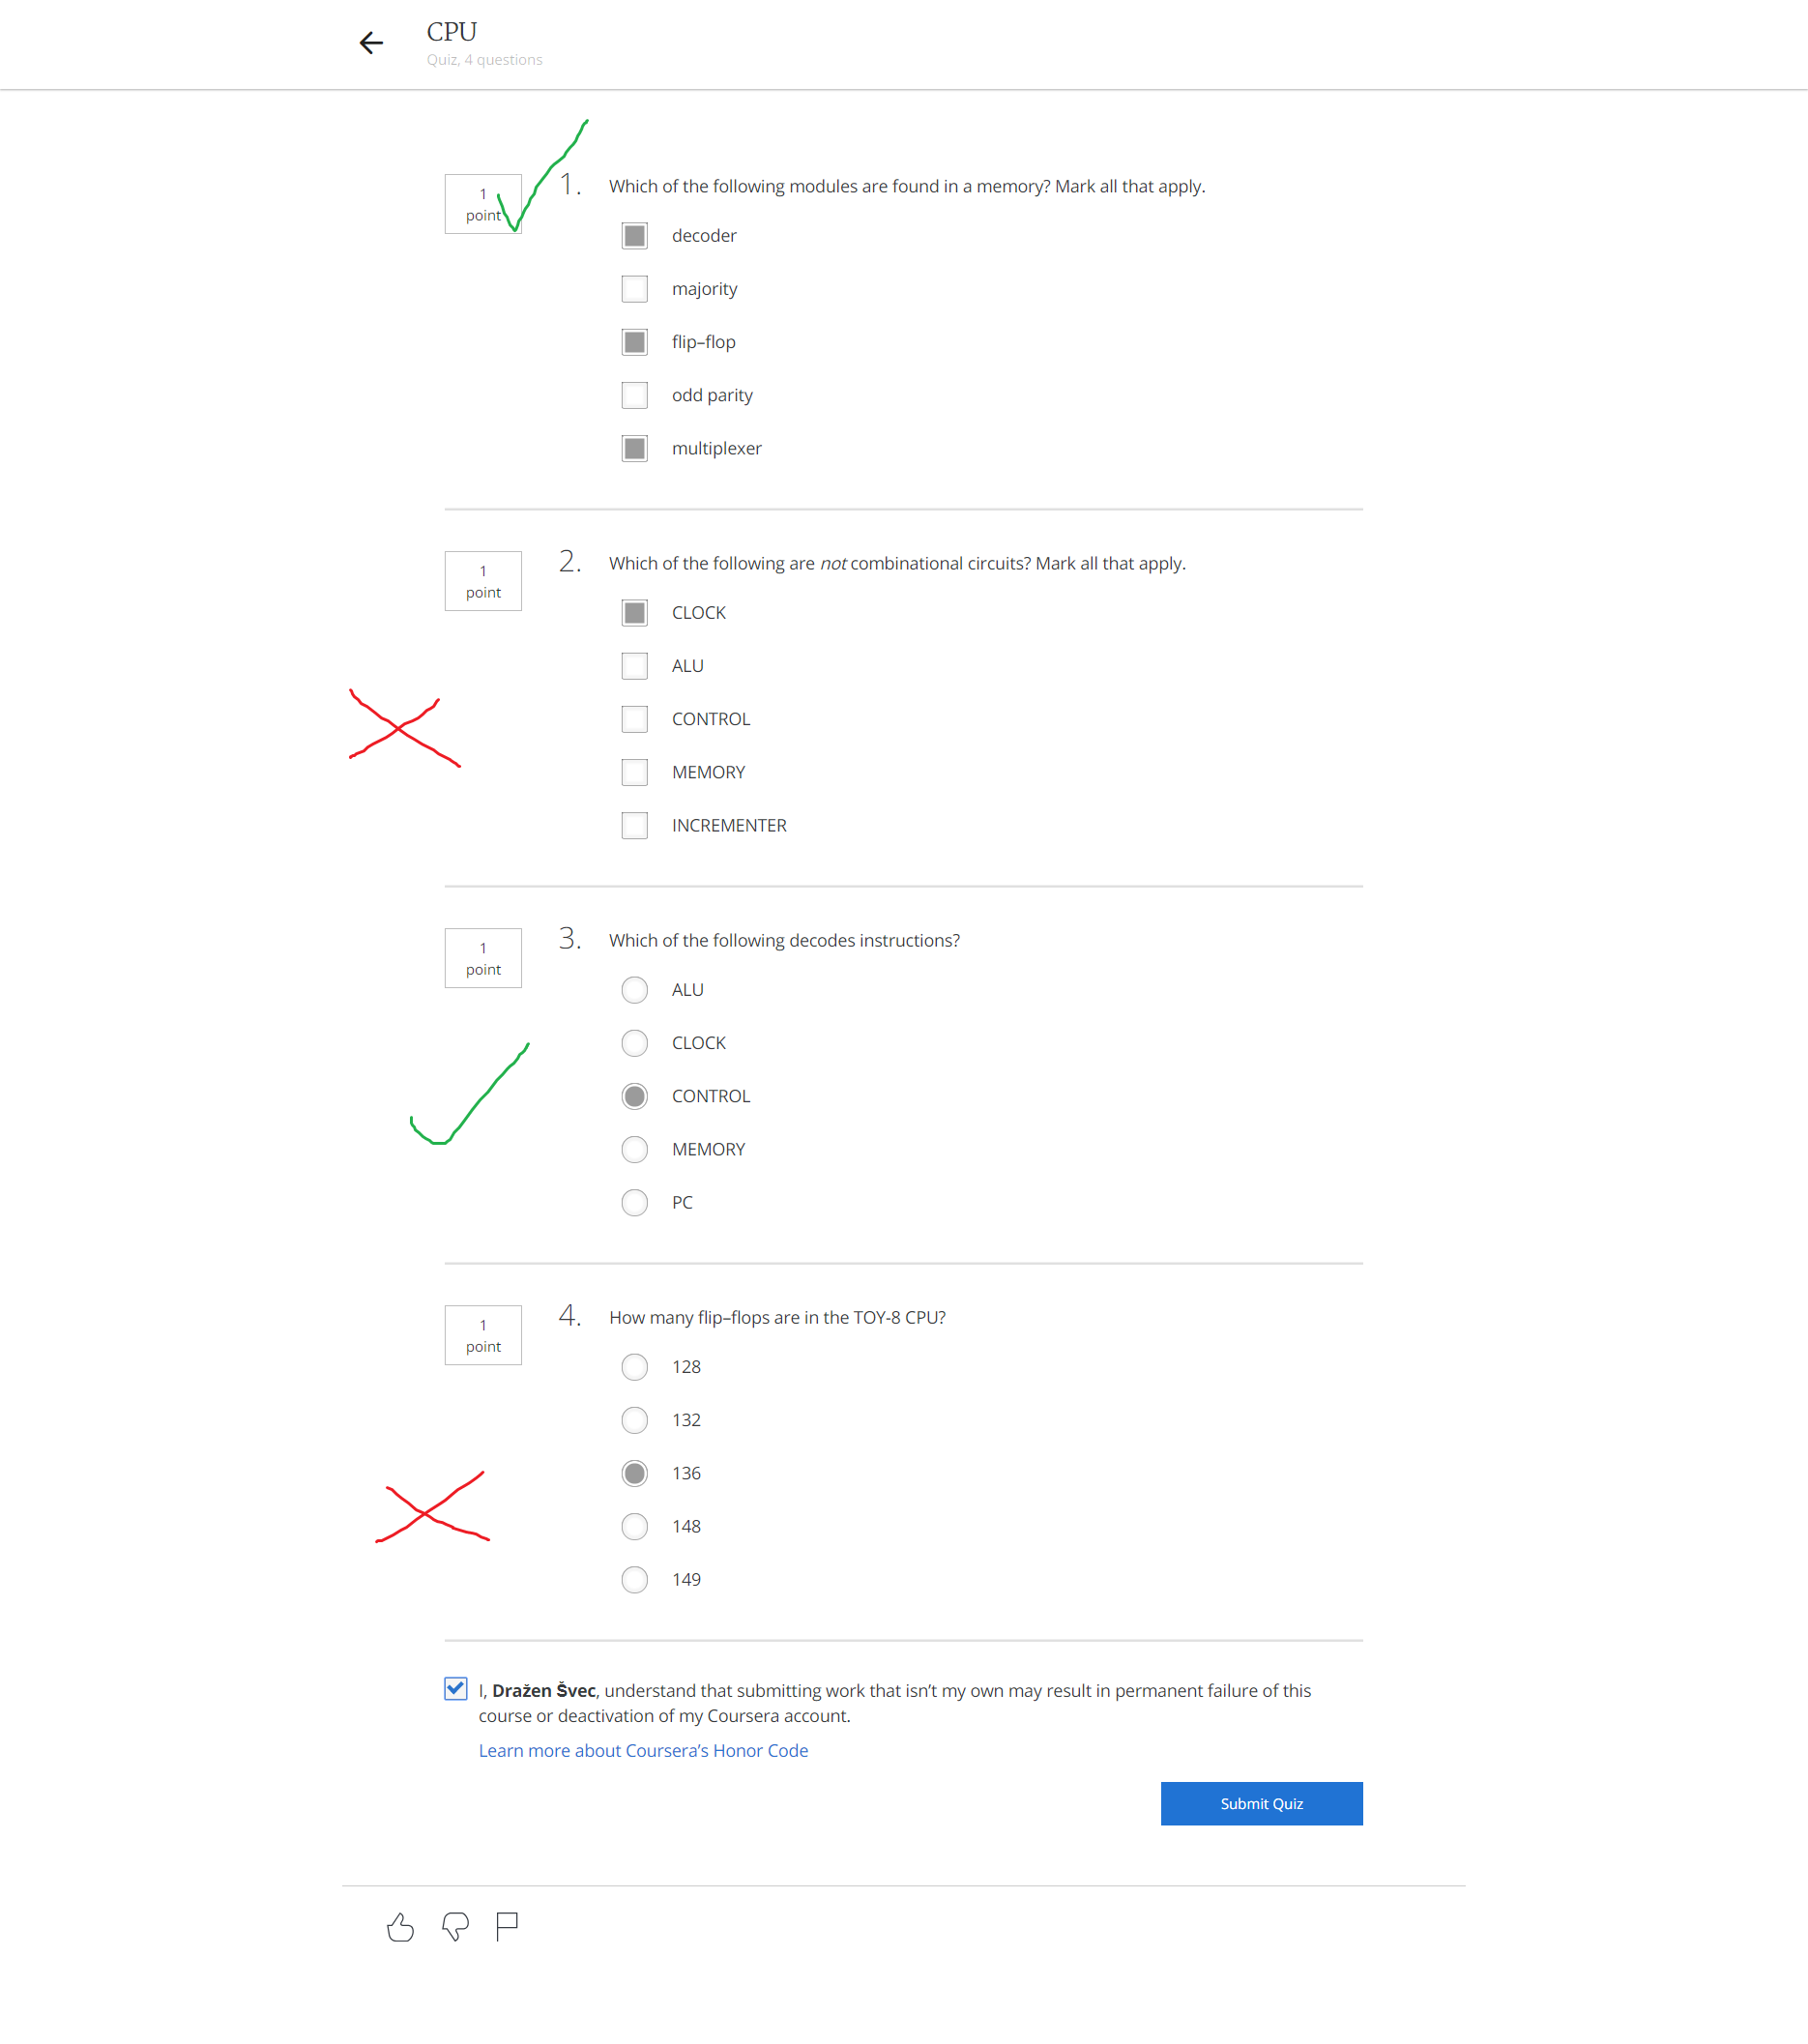 CPU
Quiz, 4 questions
1
point
1. Which of the following modules are found in a memory? Mark all that apply.
decoder
majority
flip–flop
odd parity
multiplexer
1
point
2. Which of the following are not combinational circuits? Mark all that apply.
CLOCK
ALU
CONTROL
MEMORY
INCREMENTER
1
point
3. Which of the following decodes instructions?
ALU
CLOCK
CONTROL
MEMORY
PC
1
point
4. How many flip–flops are in the TOY-8 CPU?
128
132
136
148
149
I, Dražen Švec, understand that submitting work that isn’t my own may result in permanent failure of this
course or deactivation of my Coursera account.
Learn more about Coursera’s Honor Code
Submit Quiz